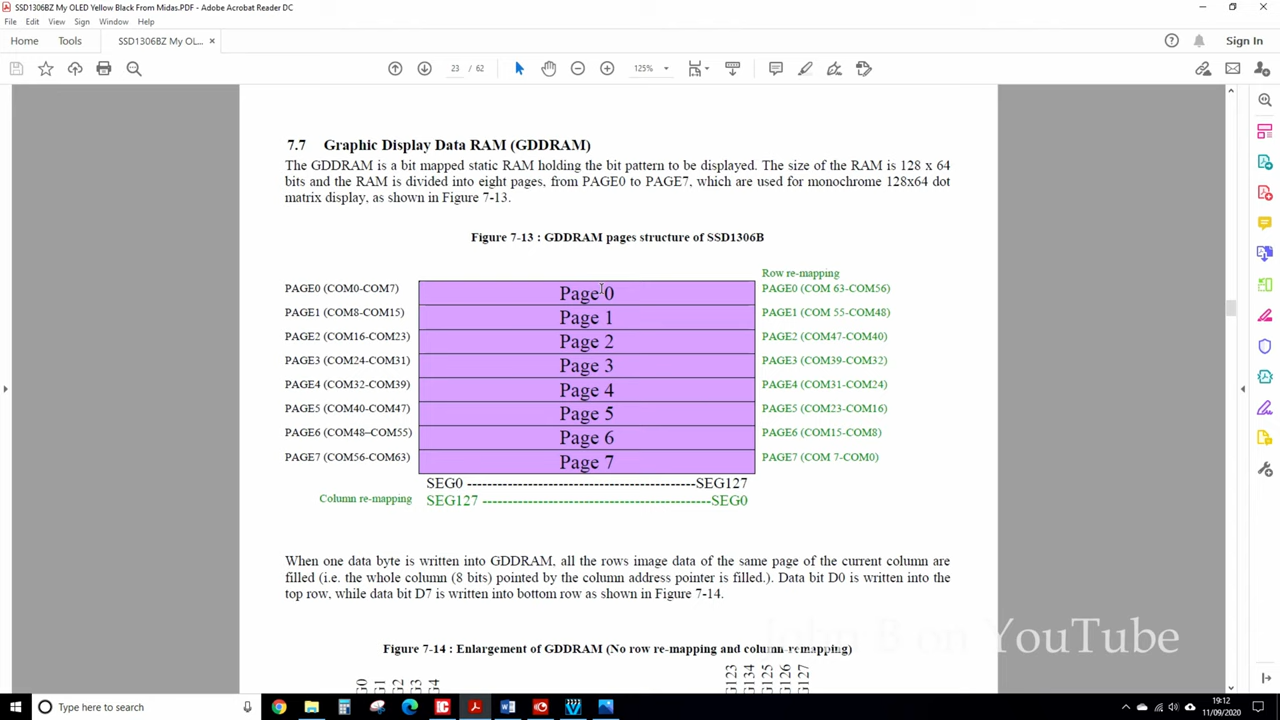 SSD1306BZ My OLED Yellow Black From Midas.PDF - Adobe Acrobat Reader DC
File Edit View Sign Window Help
Home Tools SSD1306BZ My OL... × Sign In
23 / 62 125%
7.7 Graphic Display Data RAM (GDDRAM)
The GDDRAM is a bit mapped static RAM holding the bit pattern to be displayed. The size of the RAM is 128 x 64
bits and the RAM is divided into eight pages, from PAGE0 to PAGE7, which are used for monochrome 128x64 dot
matrix display, as shown in Figure 7-13.
Figure 7-13 : GDDRAM pages structure of SSD1306B
Row re-mapping
PAGE0 (COM0-COM7) Page 0 PAGE0 (COM 63-COM56)
PAGE1 (COM8-COM15) Page 1 PAGE1 (COM 55-COM48)
PAGE2 (COM16-COM23) Page 2 PAGE2 (COM47-COM40)
PAGE3 (COM24-COM31) Page 3 PAGE3 (COM39-COM32)
PAGE4 (COM32-COM39) Page 4 PAGE4 (COM31-COM24)
PAGE5 (COM40-COM47) Page 5 PAGE5 (COM23-COM16)
PAGE6 (COM48–COM55) Page 6 PAGE6 (COM15-COM8)
PAGE7 (COM56-COM63) Page 7 PAGE7 (COM 7-COM0)
SEG0 ---------------------------------------------SEG127
Column re-mapping SEG127 ---------------------------------------------SEG0
When one data byte is written into GDDRAM, all the rows image data of the same page of the current column are
filled (i.e. the whole column (8 bits) pointed by the column address pointer is filled.). Data bit D0 is written into the
top row, while data bit D7 is written into bottom row as shown in Figure 7-14.
John B on YouTube
Figure 7-14 : Enlargement of GDDRAM (No row re-mapping and column-remapping)
Type here to search
19:12
11/09/2020